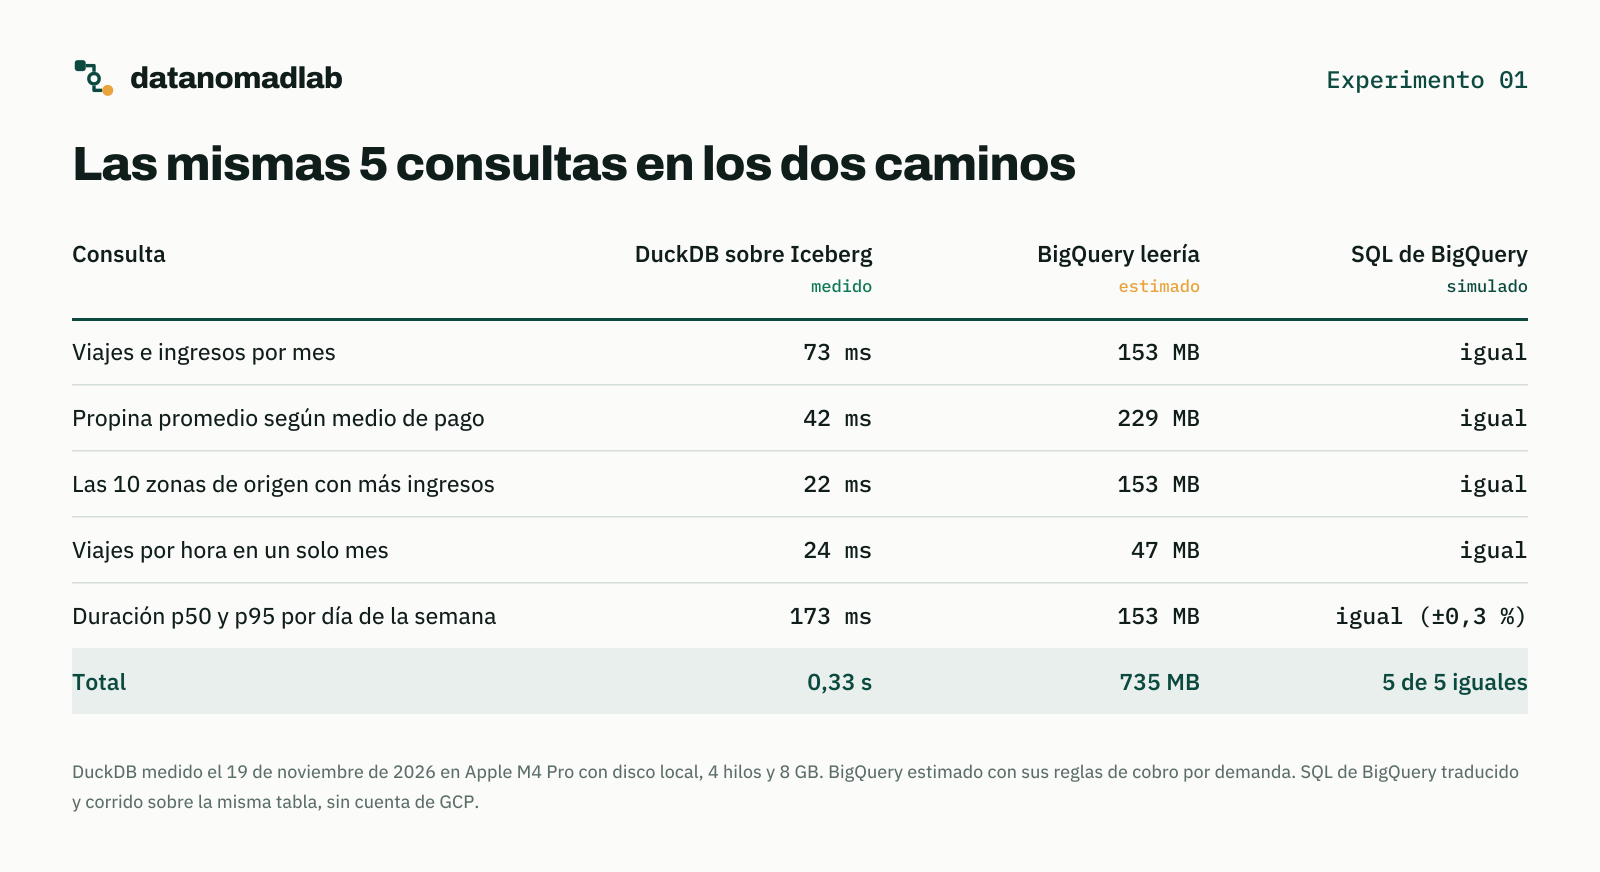 datanomadlab
Experimento 01
Las mismas 5 consultas en los dos caminos
Consulta DuckDB sobre Iceberg BigQuery leería SQL de BigQuery
medido estimado simulado
Viajes e ingresos por mes 73 ms 153 MB igual
Propina promedio según medio de pago 42 ms 229 MB igual
Las 10 zonas de origen con más ingresos 22 ms 153 MB igual
Viajes por hora en un solo mes 24 ms 47 MB igual
Duración p50 y p95 por día de la semana 173 ms 153 MB igual (±0,3 %)
Total 0,33 s 735 MB 5 de 5 iguales
DuckDB medido el 19 de noviembre de 2026 en Apple M4 Pro con disco local, 4 hilos y 8 GB. BigQuery estimado con sus reglas de cobro por demanda. SQL de BigQuery traducido
y corrido sobre la misma tabla, sin cuenta de GCP.